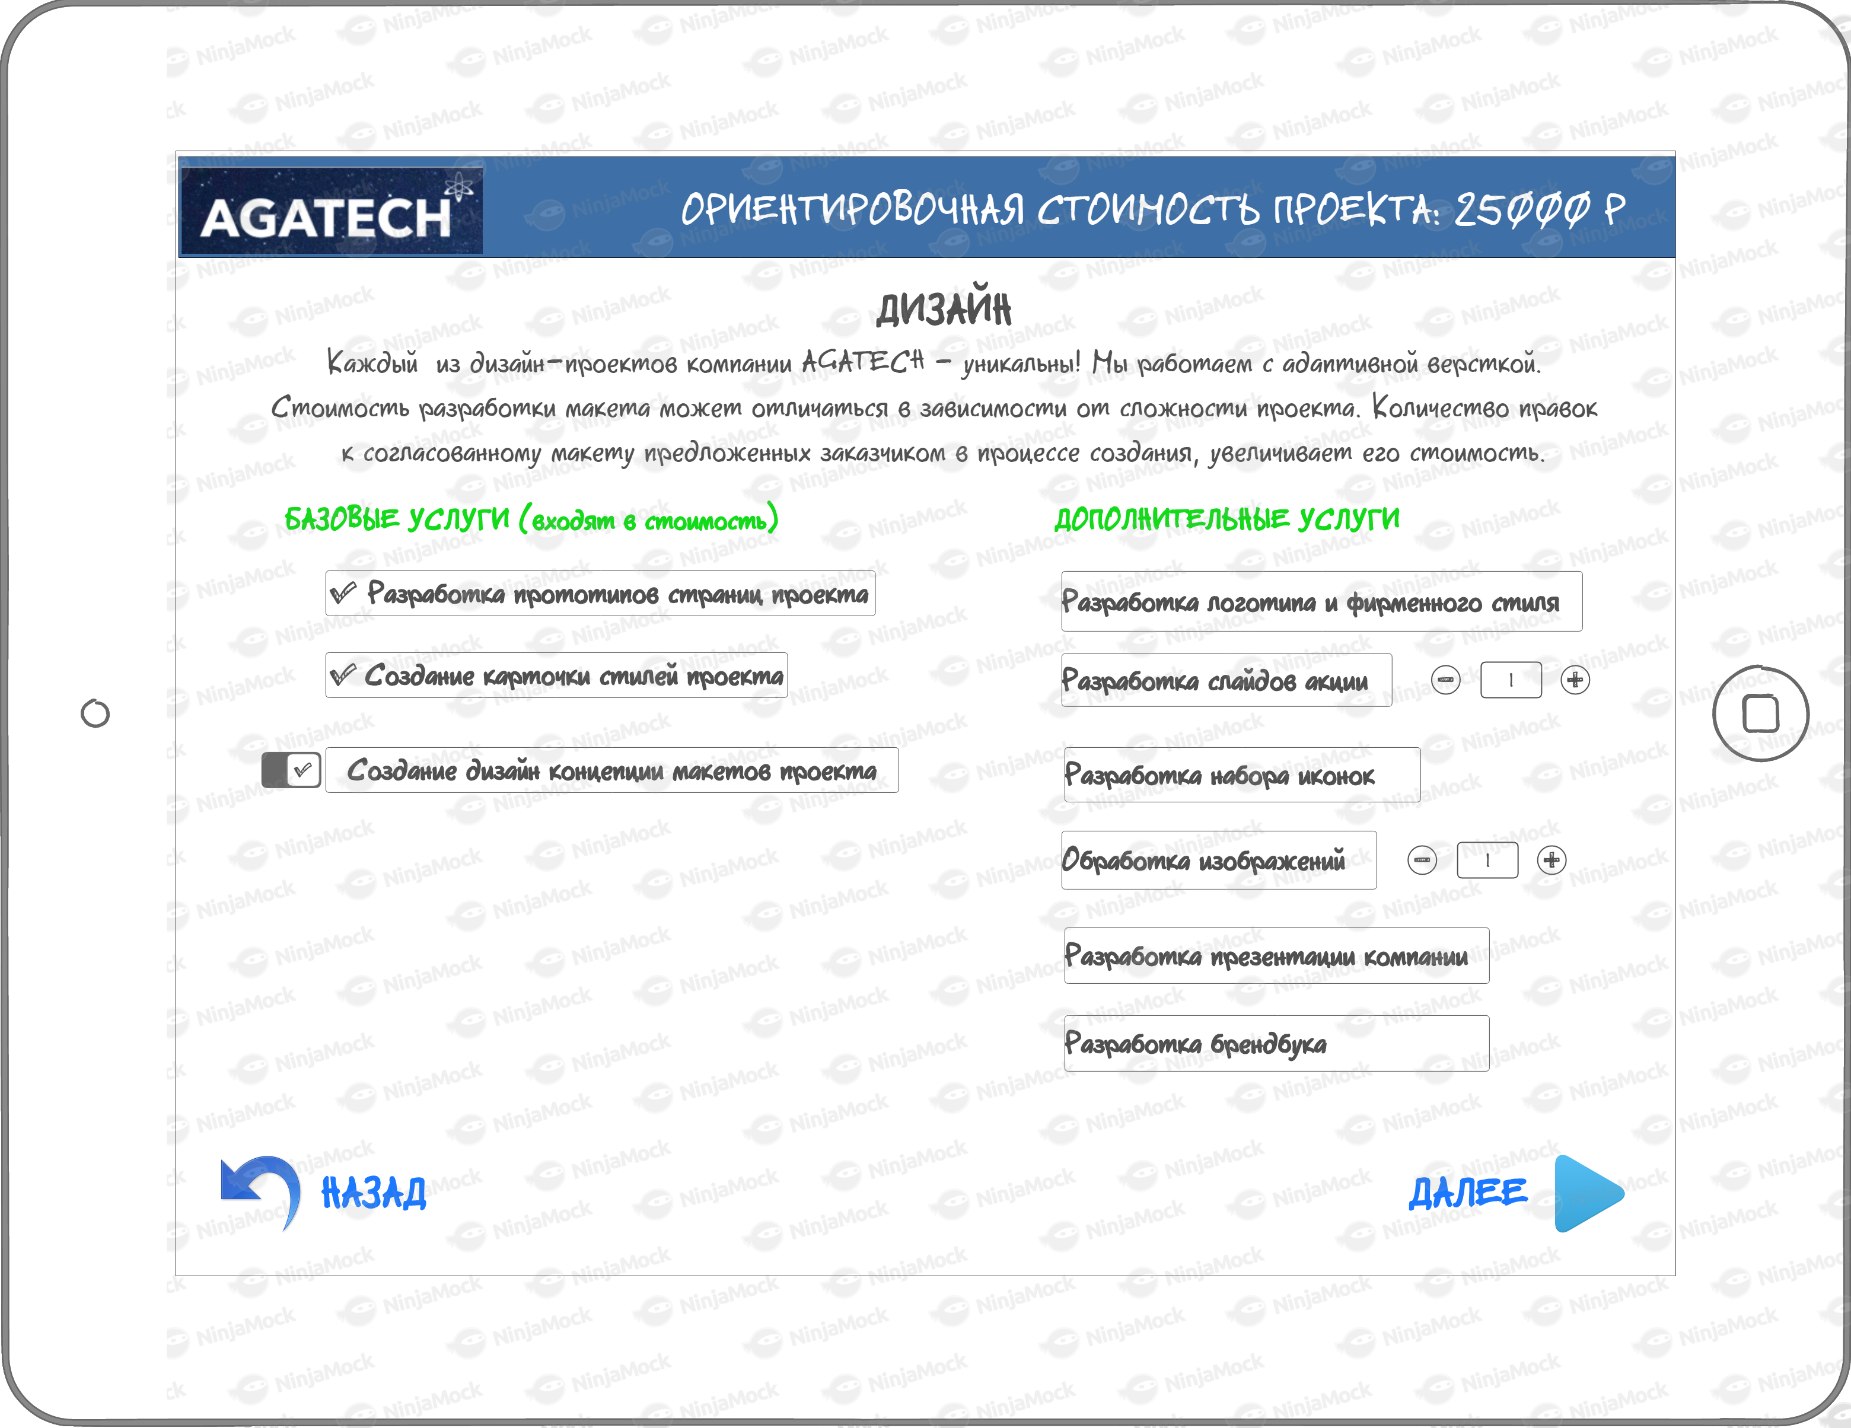 AGATECH
ОРИЕНТИРОВОЧНАЯ СТОИМОСТЬ ПРОЕКТА: 25000 Р
ДИЗАЙН
Каждый из дизайн-проектов компании AGATECH - уникальны! Мы работаем с адаптивной версткой.
Стоимость разработки макета может отличаться в зависимости от сложности проекта. Количество правок
к согласованному макету предложенных заказчиком в процессе создания, увеличивает его стоимость.
БАЗОВЫЕ УСЛУГИ (входят в стоимость)
Разработка прототипов страниц проекта
Создание карточки стилей проекта
Создание дизайн концепции макетов проекта
ДОПОЛНИТЕЛЬНЫЕ УСЛУГИ
Разработка логотипа и фирменного стиля
Разработка слайдов акции 1
Разработка набора иконок
Обработка изображений 1
Разработка презентации компании
Разработка брендбука
НАЗАД
ДАЛЕЕ
NinjaMock